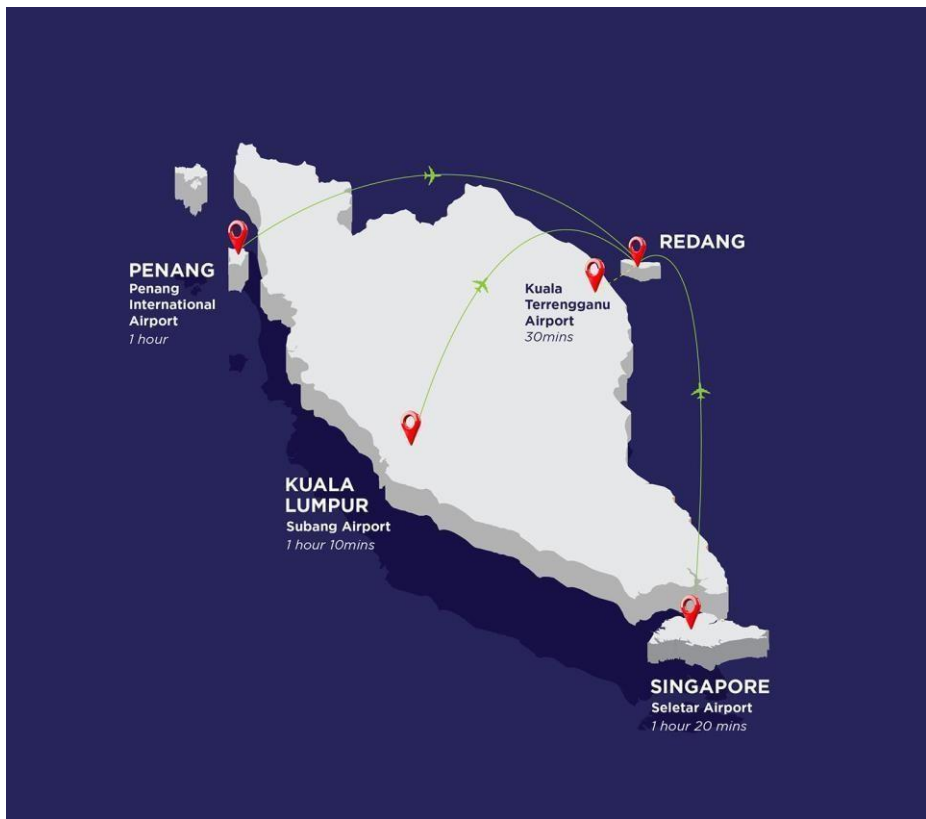 REDANG
PENANG
Penang
International
Airport
1 hour
Kuala
Terrengganu
Airport
30mins
KUALA
LUMPUR
Subang Airport
1 hour 10mins
SINGAPORE
Seletar Airport
1 hour 20 mins